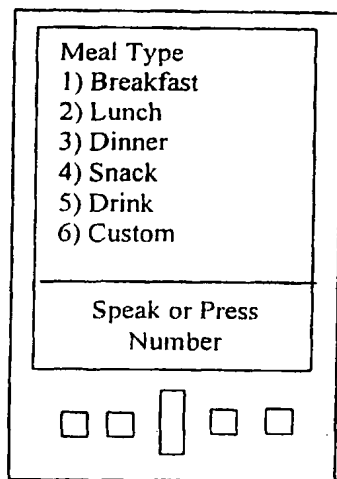 Meal Type
1) Breakfast
2) Lunch
3) Dinner
4) Snack
5) Drink
6) Custom
Speak or Press
Number